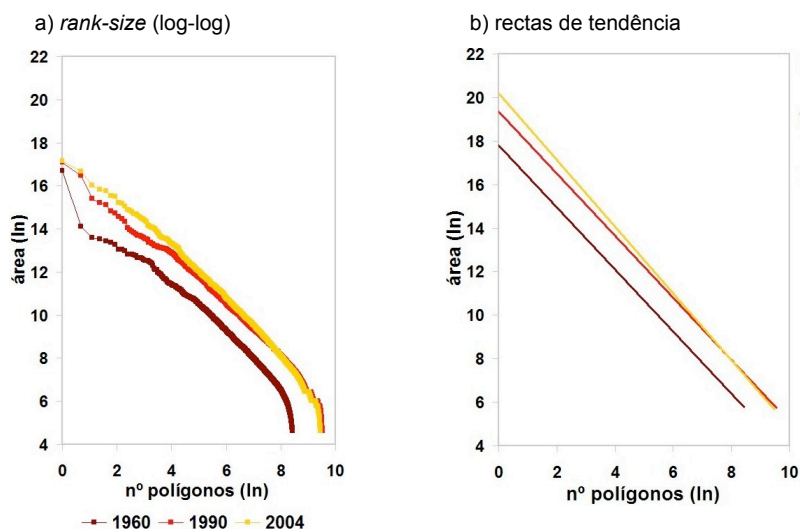 a) rank-size (log-log)
22
20
18
16
14
12
10
8
6
4
área (ln)
0 2 4 6 8 10
nº polígonos (ln)
1960 1990 2004
b) rectas de tendência
22
20
18
16
14
12
10
8
6
4
área (ln)
0 2 4 6 8 10
nº polígonos (ln)